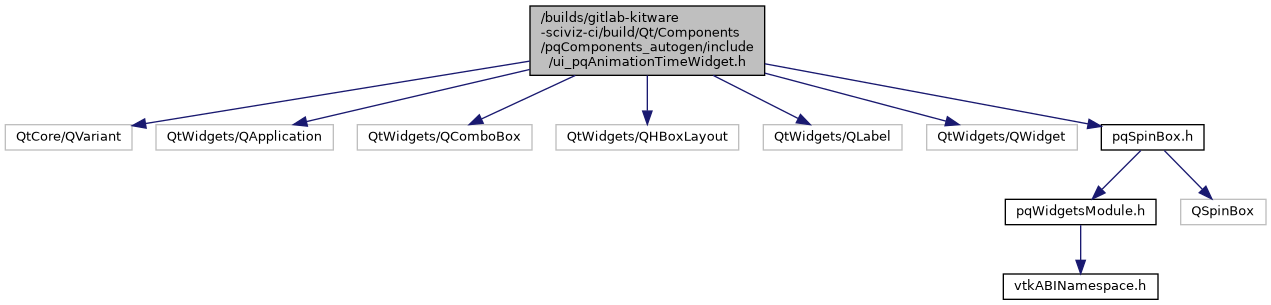 /builds/gitlab-kitware
-sciviz-ci/build/Qt/Components
/pqComponents_autogen/include
/ui_pqAnimationTimeWidget.h
QtCore/QVariant
QtWidgets/QApplication
QtWidgets/QComboBox
QtWidgets/QHBoxLayout
QtWidgets/QLabel
QtWidgets/QWidget
pqSpinBox.h
pqWidgetsModule.h
QSpinBox
vtkABINamespace.h